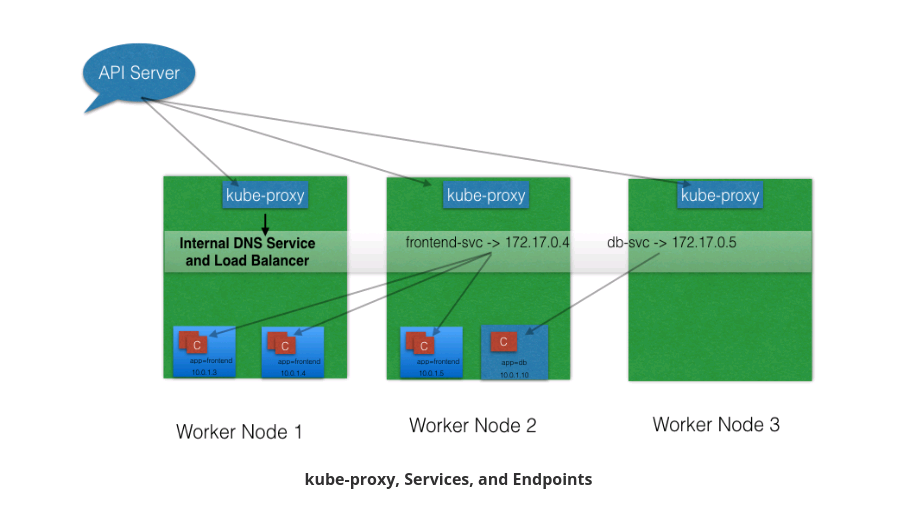 API Server
kube-proxy
kube-proxy
kube-proxy
Internal DNS Service
and Load Balancer
frontend-svc -> 172.17.0.4
db-svc -> 172.17.0.5
C
app=frontend
10.0.1.3
C
app=frontend
10.0.1.4
C
app=frontend
10.0.1.5
C
app=db
10.0.1.10
Worker Node 1
Worker Node 2
Worker Node 3
kube-proxy, Services, and Endpoints